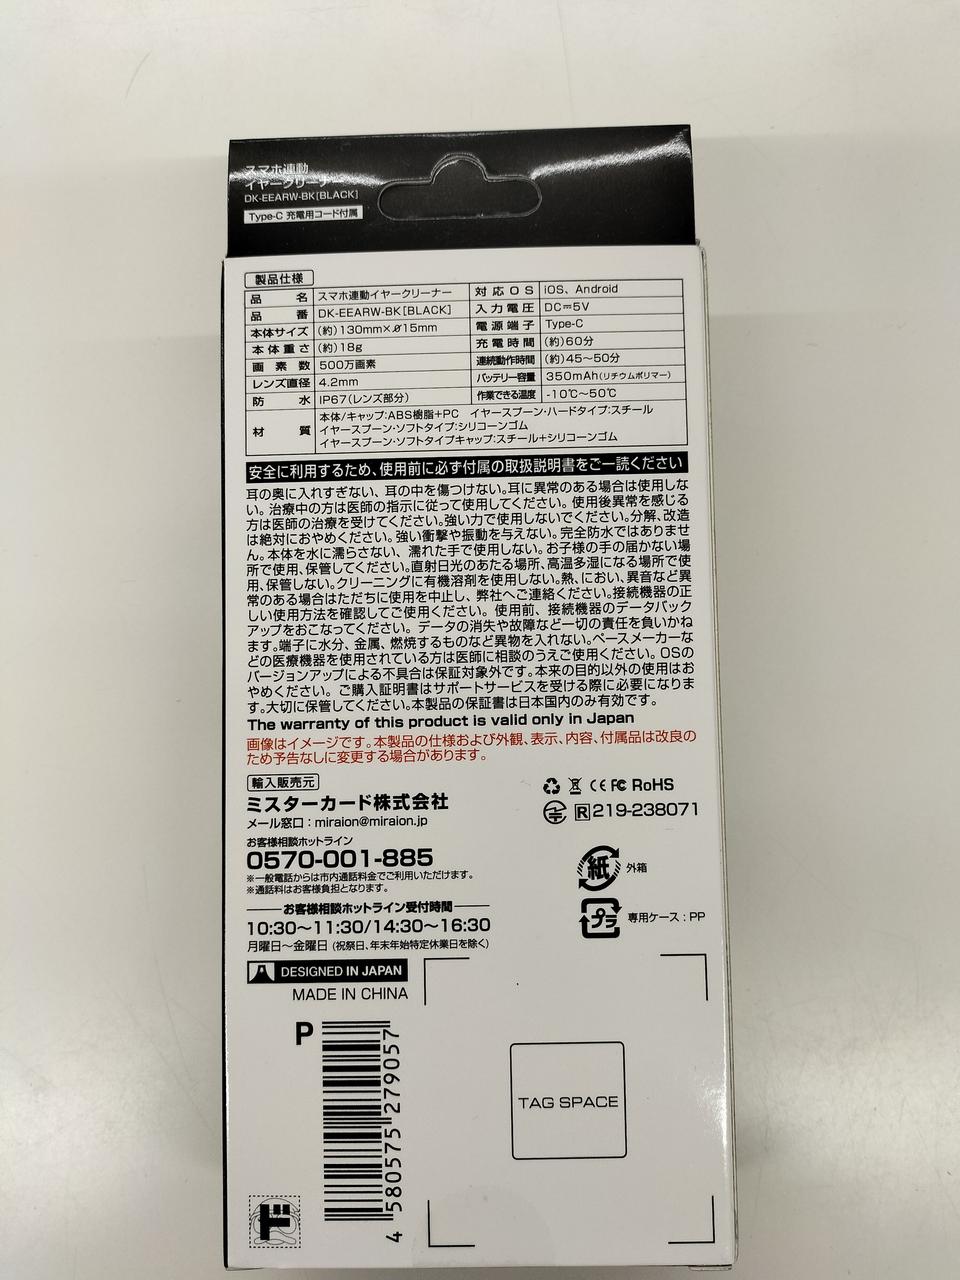 スマホ連動
イヤークリーナー
DK-EEARW-BK[BLACK]
Type-C 充電用コード付属
製品仕様
品名 スマホ連動イヤークリーナー 対応OS iOS、Android
品番 DK-EEARW-BK[BLACK] 入力電圧 DC⎓5V
本体サイズ (約)130mm×⌀15mm 電源端子 Type-C
本体重さ (約)18g 充電時間 (約)60分
画素数 500万画素 連続動作時間 (約)45〜50分
レンズ直径 4.2mm バッテリー容量 350mAh(リチウムポリマー)
防水 IP67(レンズ部分) 作業できる温度 -10℃〜50℃
材質 本体/キャップ:ABS樹脂+PC イヤースプーン・ハードタイプ:スチール
イヤースプーン・ソフトタイプ:シリコーンゴム
イヤースプーン・ソフトタイプキャップ:スチール+シリコーンゴム
安全に利用するため、使用前に必ず付属の取扱説明書をご一読ください
耳の奥に入れすぎない、耳の中を傷つけない。耳に異常のある場合は使用しな
い。治療中の方は医師の指示に従って使用してください。使用後異常を感じる
方は医師の治療を受けてください。強い力で使用しないでください。分解、改造
は絶対におやめください。強い衝撃や振動を与えない。完全防水ではありませ
ん。本体を水に濡らさない、濡れた手で使用しない。お子様の手の届かない場
所で使用、保管してください。直射日光のあたる場所、高温多湿になる場所で使
用、保管しない。クリーニングに有機溶剤を使用しない。熱、におい、異音など異
常のある場合はただちに使用を中止し、弊社へご連絡ください。接続機器の正
しい使用方法を確認してご使用ください。使用前、接続機器のデータバック
アップをおこなってください。データの消失や故障など一切の責任を負いかね
ます。端子に水分、金属、燃焼するものなど異物を入れない。ペースメーカーな
どの医療機器を使用されている方は医師に相談のうえご使用ください。OSの
バージョンアップによる不具合は保証対象外です。本来の目的以外の使用はお
やめください。ご購入証明書はサポートサービスを受ける際に必要になりま
す。大切に保管してください。本製品の保証書は日本国内のみ有効です。
The warranty of this product is valid only in Japan
画像はイメージです。本製品の仕様および外観、表示、内容、付属品は改良の
ため予告なしに変更する場合があります。
輸入販売元
ミスターカード株式会社
メール窓口：miraion@miraion.jp
お客様相談ホットライン
0570-001-885
※一般電話からは市内通話料金でご利用いただけます。
※通話料はお客様負担となります。
お客様相談ホットライン受付時間
10:30〜11:30/14:30〜16:30
月曜日〜金曜日 (祝祭日、年末年始特定休業日を除く)
CE FC RoHS
R 219-238071
紙 外箱
プラ 専用ケース：PP
DESIGNED IN JAPAN
MADE IN CHINA
P
4 580575 279057
TAG SPACE
ド